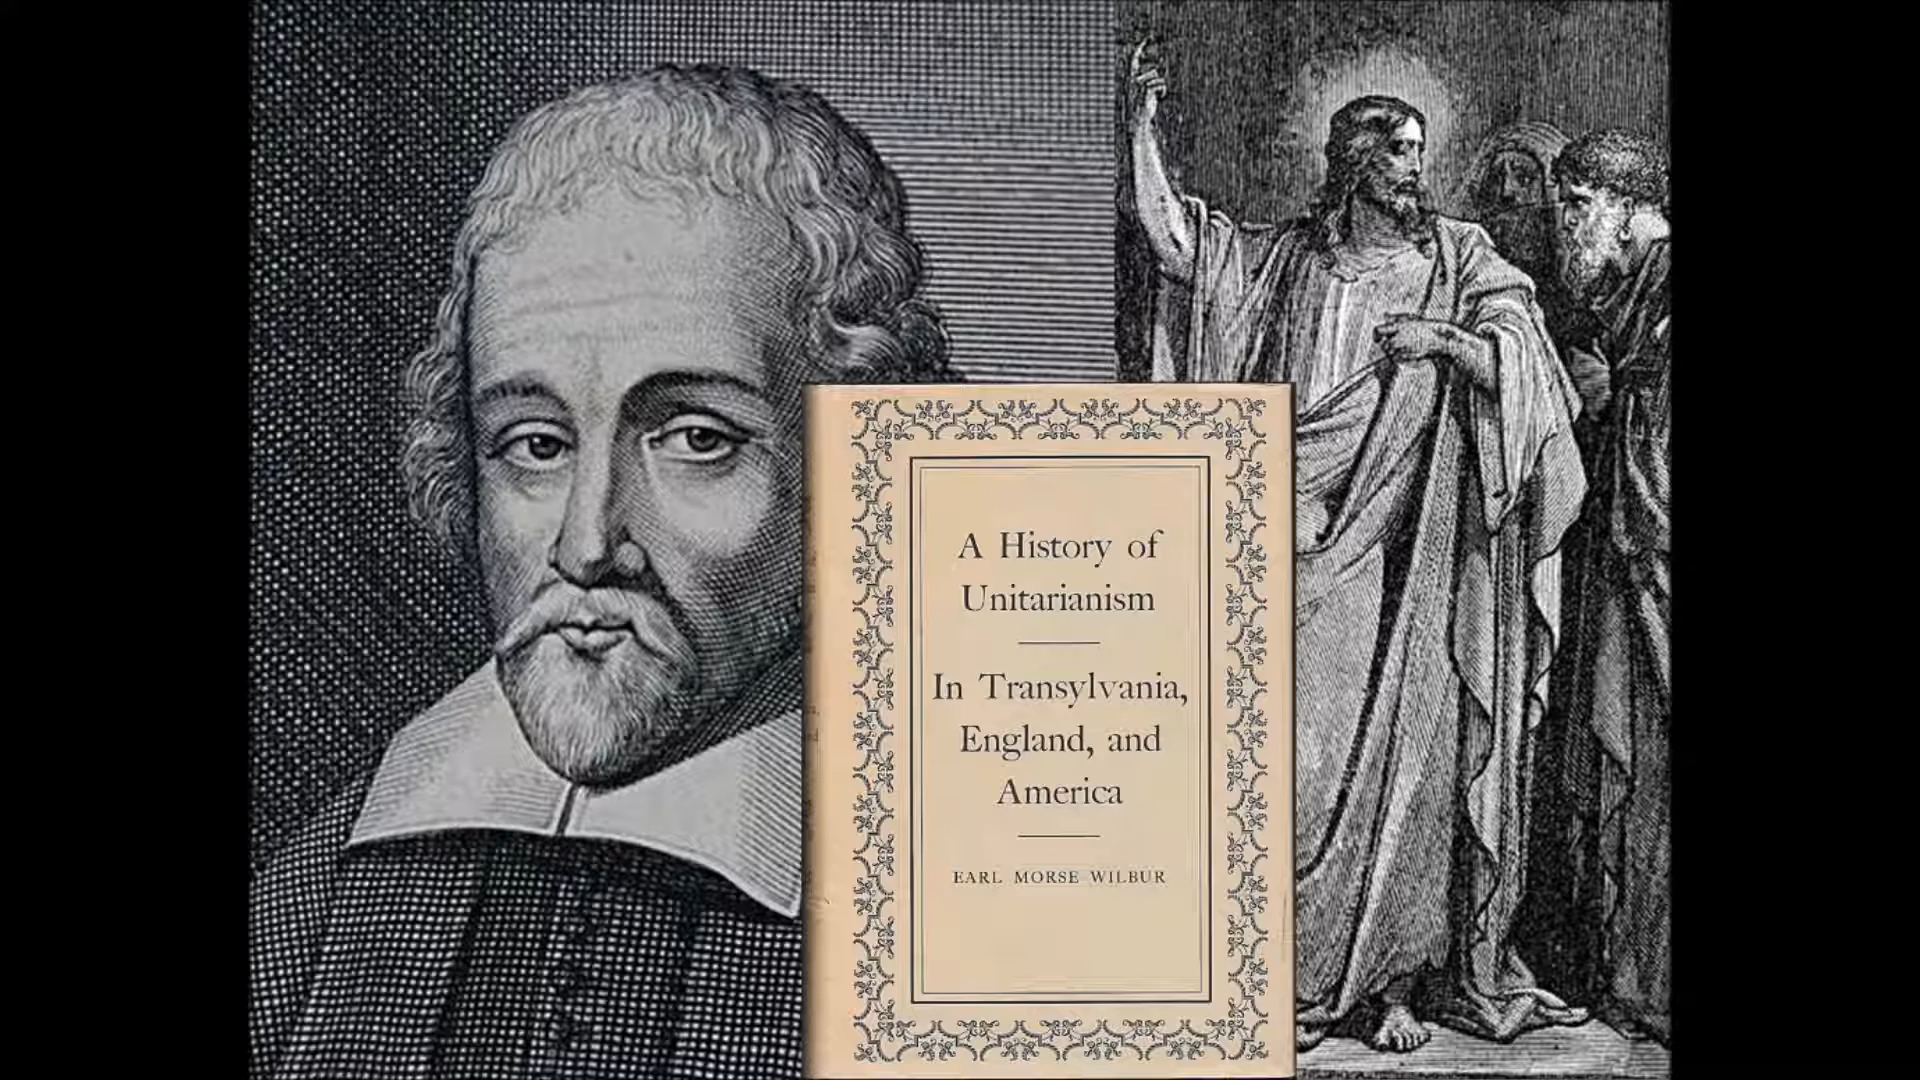 A History of
Unitarianism
In Transylvania,
England, and
America
EARL MORSE WILBUR